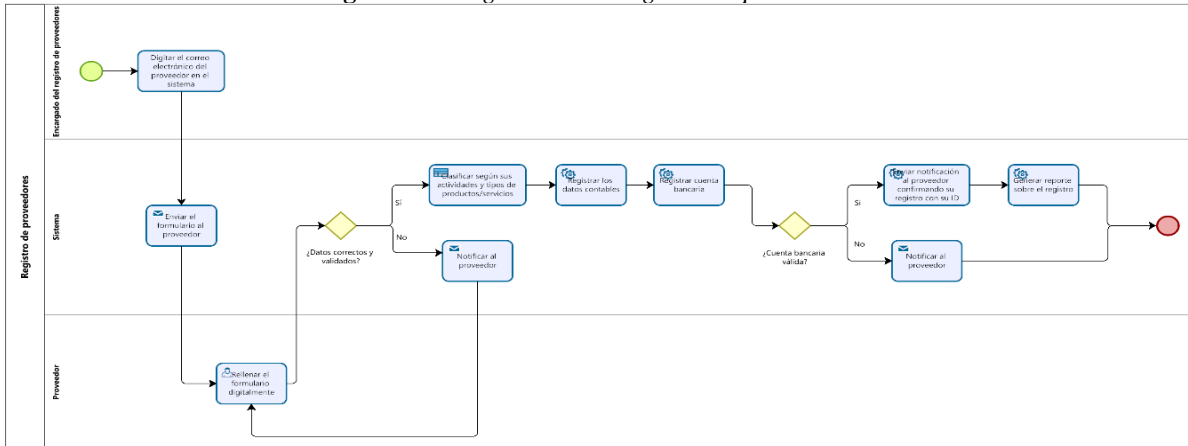 Registro de proveedores
Encargado del registro de proveedores
Digitar el correo
electrónico del
proveedor en el
sistema
Sistema
Enviar el
formulario al
proveedor
¿Datos correctos y
validados?
Sí
No
Clasificar según sus
actividades y tipos de
productos/servicios
Notificar al
proveedor
Registrar los
datos contables
Registrar cuenta
bancaria
¿Cuenta bancaria
válida?
Si
No
Enviar notificación
al proveedor
confirmando su
registro con su ID
Notificar al
proveedor
Generar reporte
sobre el registro
Proveedor
Rellenar el
formulario
digitalmente